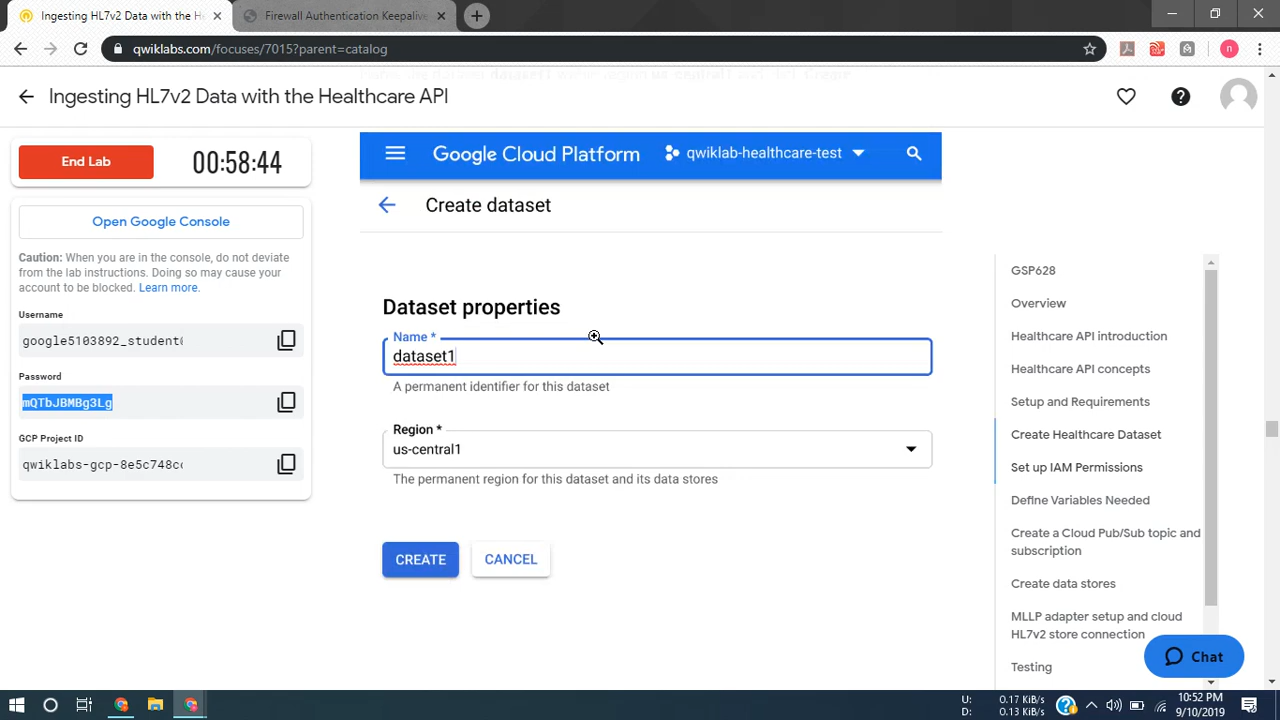 Ingesting HL7v2 Data with the H
Firewall Authentication Keepalive
qwiklabs.com/focuses/7015?parent=catalog
n
Ingesting HL7v2 Data with the Healthcare API
End Lab
00:58:44
Open Google Console
Caution: When you are in the console, do not deviate
from the lab instructions. Doing so may cause your
account to be blocked. Learn more.
Username
google5103892_student
Password
mQTbJBMBg3Lg
GCP Project ID
qwiklabs-gcp-8e5c748c
Google Cloud Platform
qwiklab-healthcare-test
Create dataset
Dataset properties
Name *
dataset1
A permanent identifier for this dataset
Region *
us-central1
The permanent region for this dataset and its data stores
CREATE
CANCEL
GSP628
Overview
Healthcare API introduction
Healthcare API concepts
Setup and Requirements
Create Healthcare Dataset
Set up IAM Permissions
Define Variables Needed
Create a Cloud Pub/Sub topic and
subscription
Create data stores
MLLP adapter setup and cloud
HL7v2 store connection
Testing
Chat
U: 0.17 KiB/s
D: 0.13 KiB/s
10:52 PM
9/10/2019